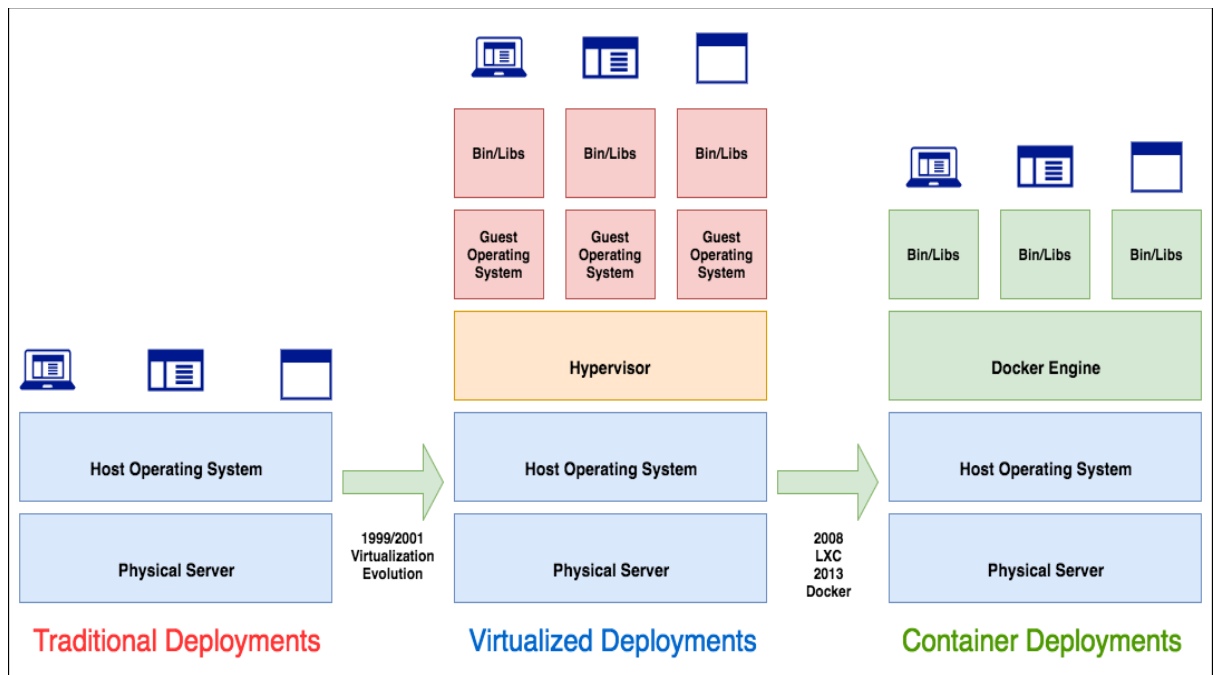 Bin/Libs
Bin/Libs
Bin/Libs
Guest
Operating
System
Guest
Operating
System
Guest
Operating
System
Hypervisor
Host Operating System
Physical Server
Host Operating System
Physical Server
Bin/Libs
Bin/Libs
Bin/Libs
Docker Engine
Host Operating System
Physical Server
1999/2001
Virtualization
Evolution
2008
LXC
2013
Docker
Traditional Deployments
Virtualized Deployments
Container Deployments